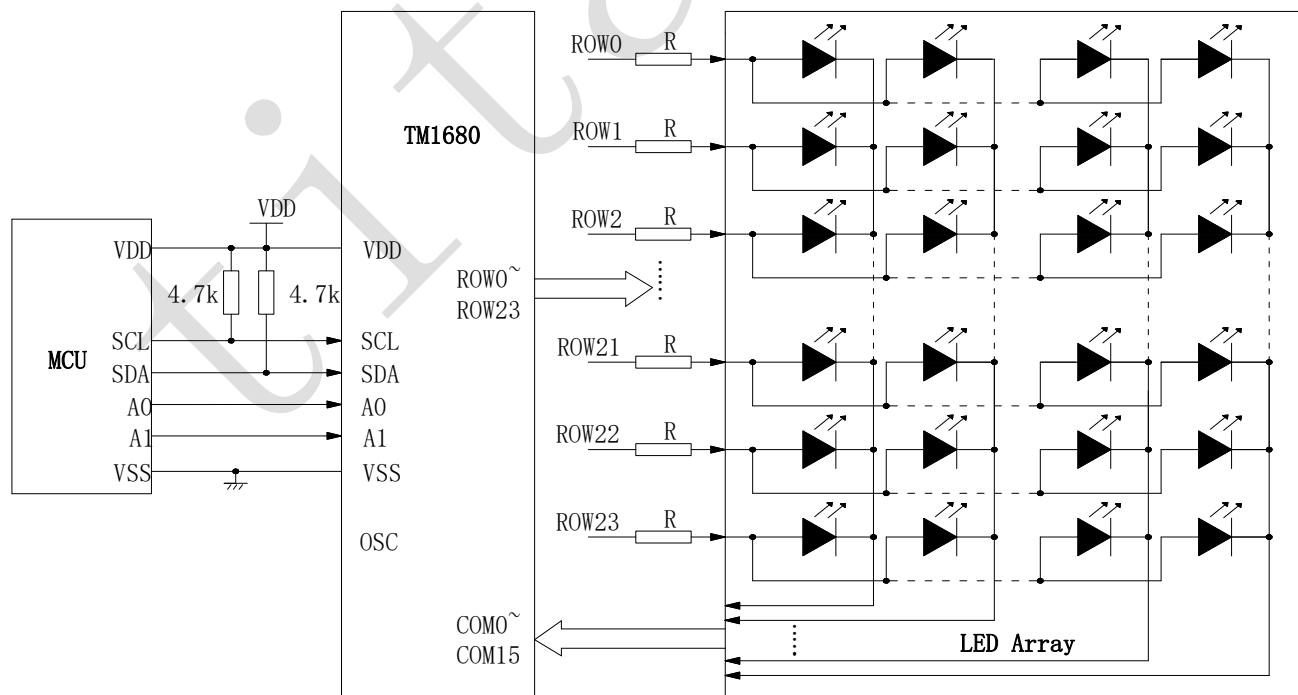 ROW0 R
ROW1 R
ROW2 R
ROW21 R
ROW22 R
ROW23 R
TM1680
VDD
VDD
VDD
4.7k
4.7k
ROW0~
ROW23
MCU
SCL
SCL
SDA
SDA
A0
A0
A1
A1
VSS
VSS
OSC
COM0~
COM15
LED Array
tit